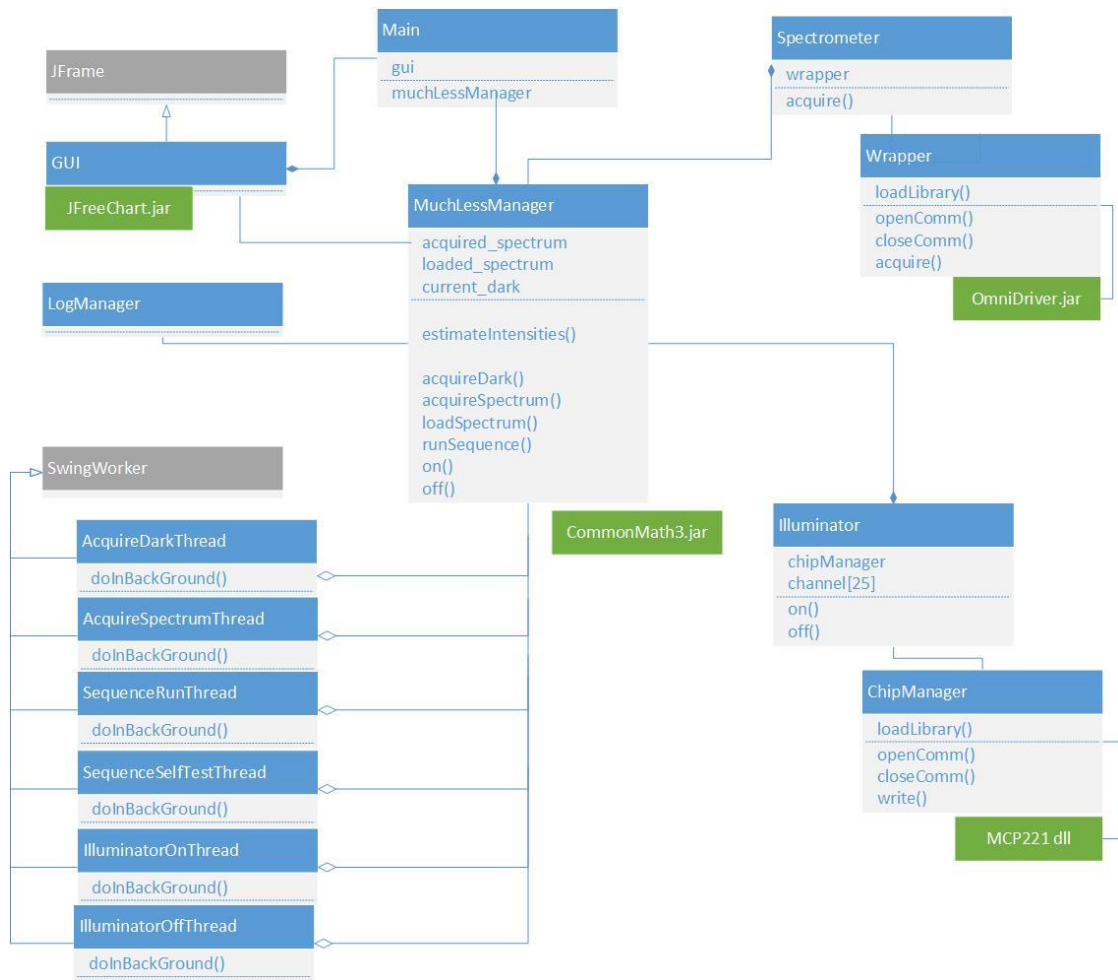 Main
gui
muchLessManager
Spectrometer
wrapper
acquire()
JFrame
GUI
JFreeChart.jar
Wrapper
loadLibrary()
openComm()
closeComm()
acquire()
OmniDriver.jar
MuchLessManager
acquired_spectrum
loaded_spectrum
current_dark
estimateIntensities()
acquireDark()
acquireSpectrum()
loadSpectrum()
runSequence()
on()
off()
CommonMath3.jar
LogManager
SwingWorker
AcquireDarkThread
doInBackGround()
AcquireSpectrumThread
doInBackGround()
SequenceRunThread
doInBackGround()
SequenceSelfTestThread
doInBackGround()
IlluminatorOnThread
doInBackGround()
IlluminatorOffThread
doInBackGround()
Illuminator
chipManager
channel[25]
on()
off()
ChipManager
loadLibrary()
openComm()
closeComm()
write()
MCP221 dll